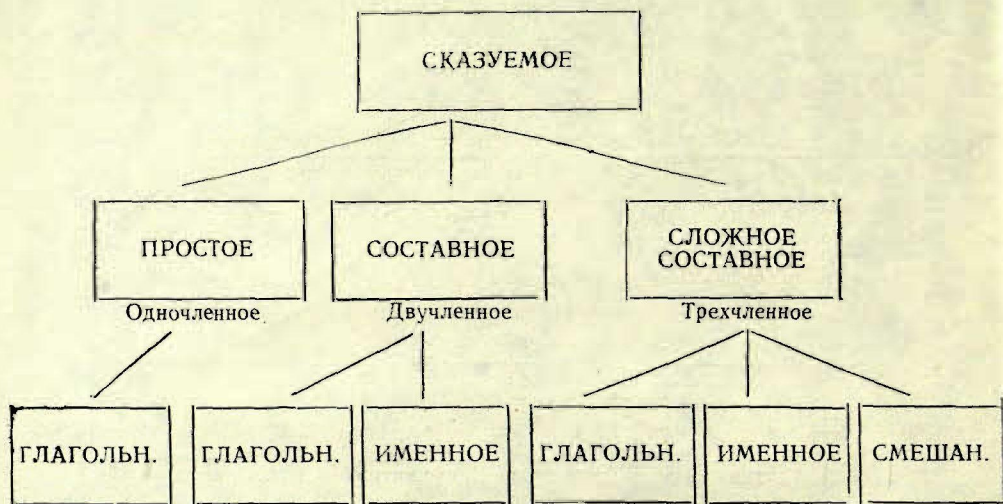 СКАЗУЕМОЕ
ПРОСТОЕ
СОСТАВНОЕ
СЛОЖНОЕ
СОСТАВНОЕ
Одночленное
Двучленное
Трехчленное
ГЛАГОЛЬН.
ГЛАГОЛЬН.
ИМЕННОЕ
ГЛАГОЛЬН.
ИМЕННОЕ
СМЕШАН.